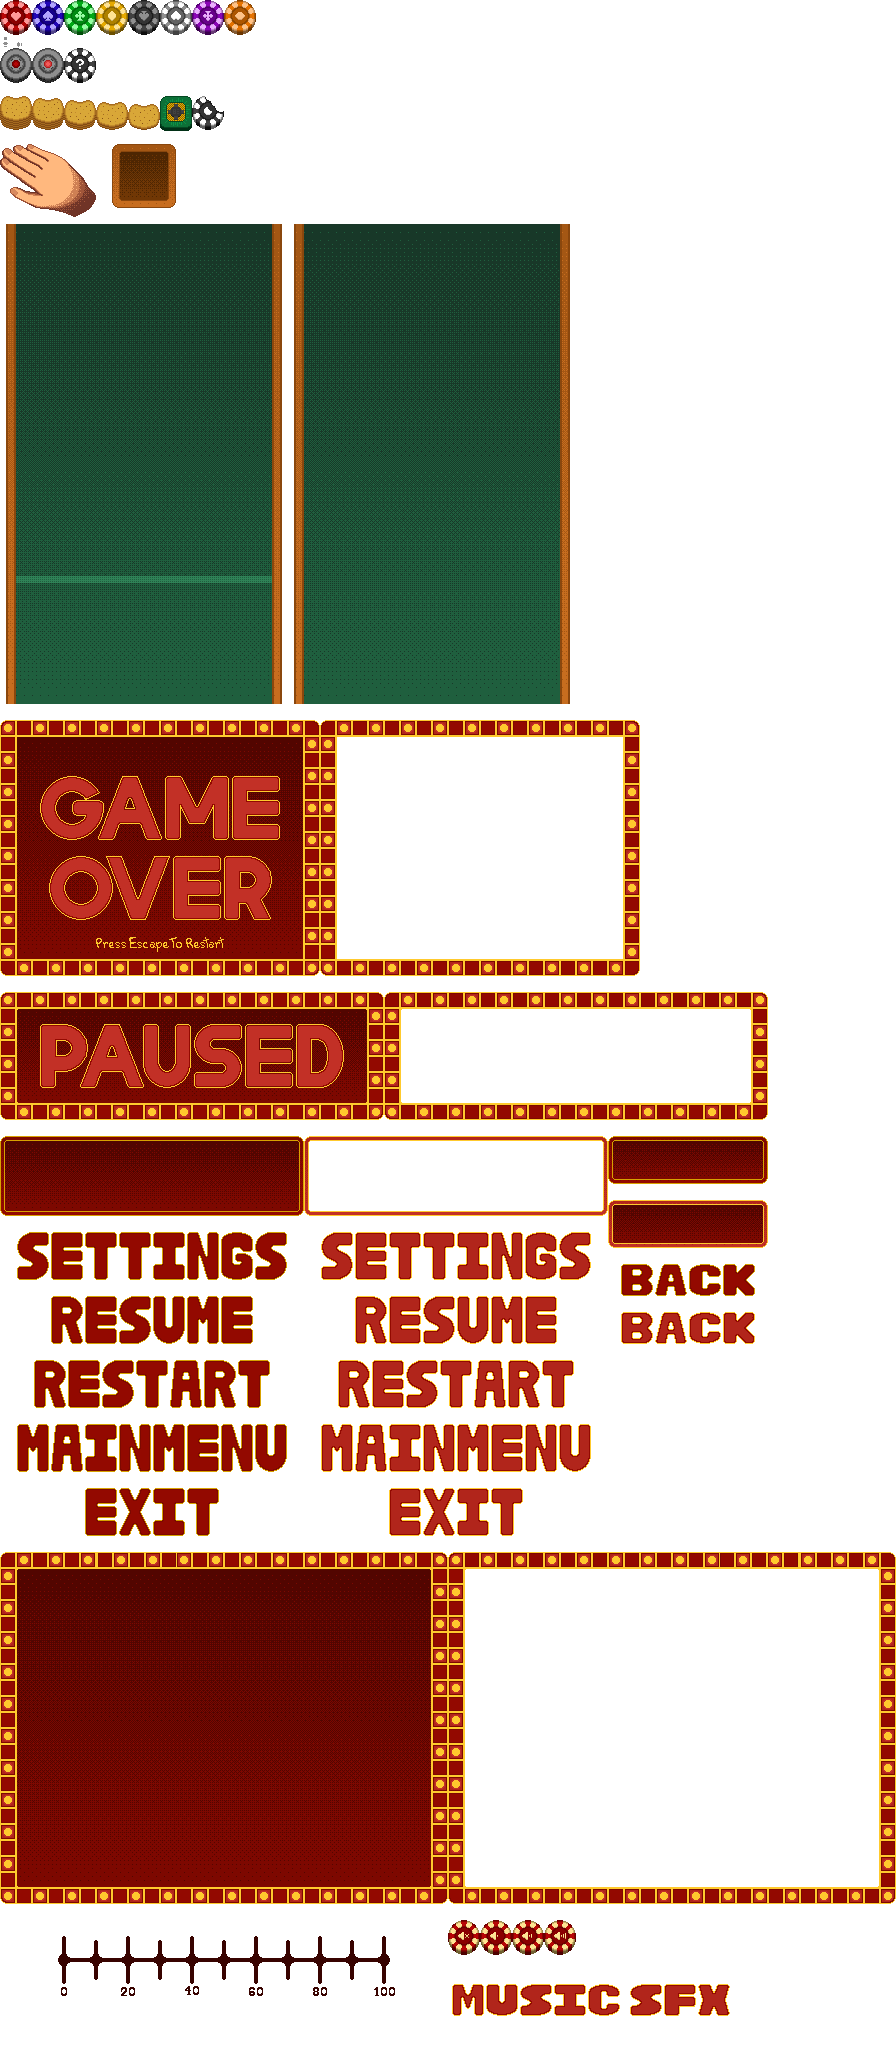 ?
GAME
OVER
Press Escape To Restart
PAUSED
SETTINGS SETTINGS
BACK
RESUME RESUME
BACK
RESTART RESTART
MAINMENU MAINMENU
EXIT EXIT
0 20 40 60 80 100
MUSIC SFX